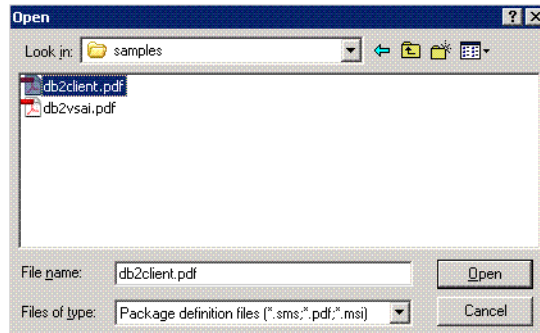 Open
Look in: samples
db2client.pdf
db2vsai.pdf
File name: db2client.pdf Open
Files of type: Package definition files (*.sms;*.pdf;*.msi) Cancel